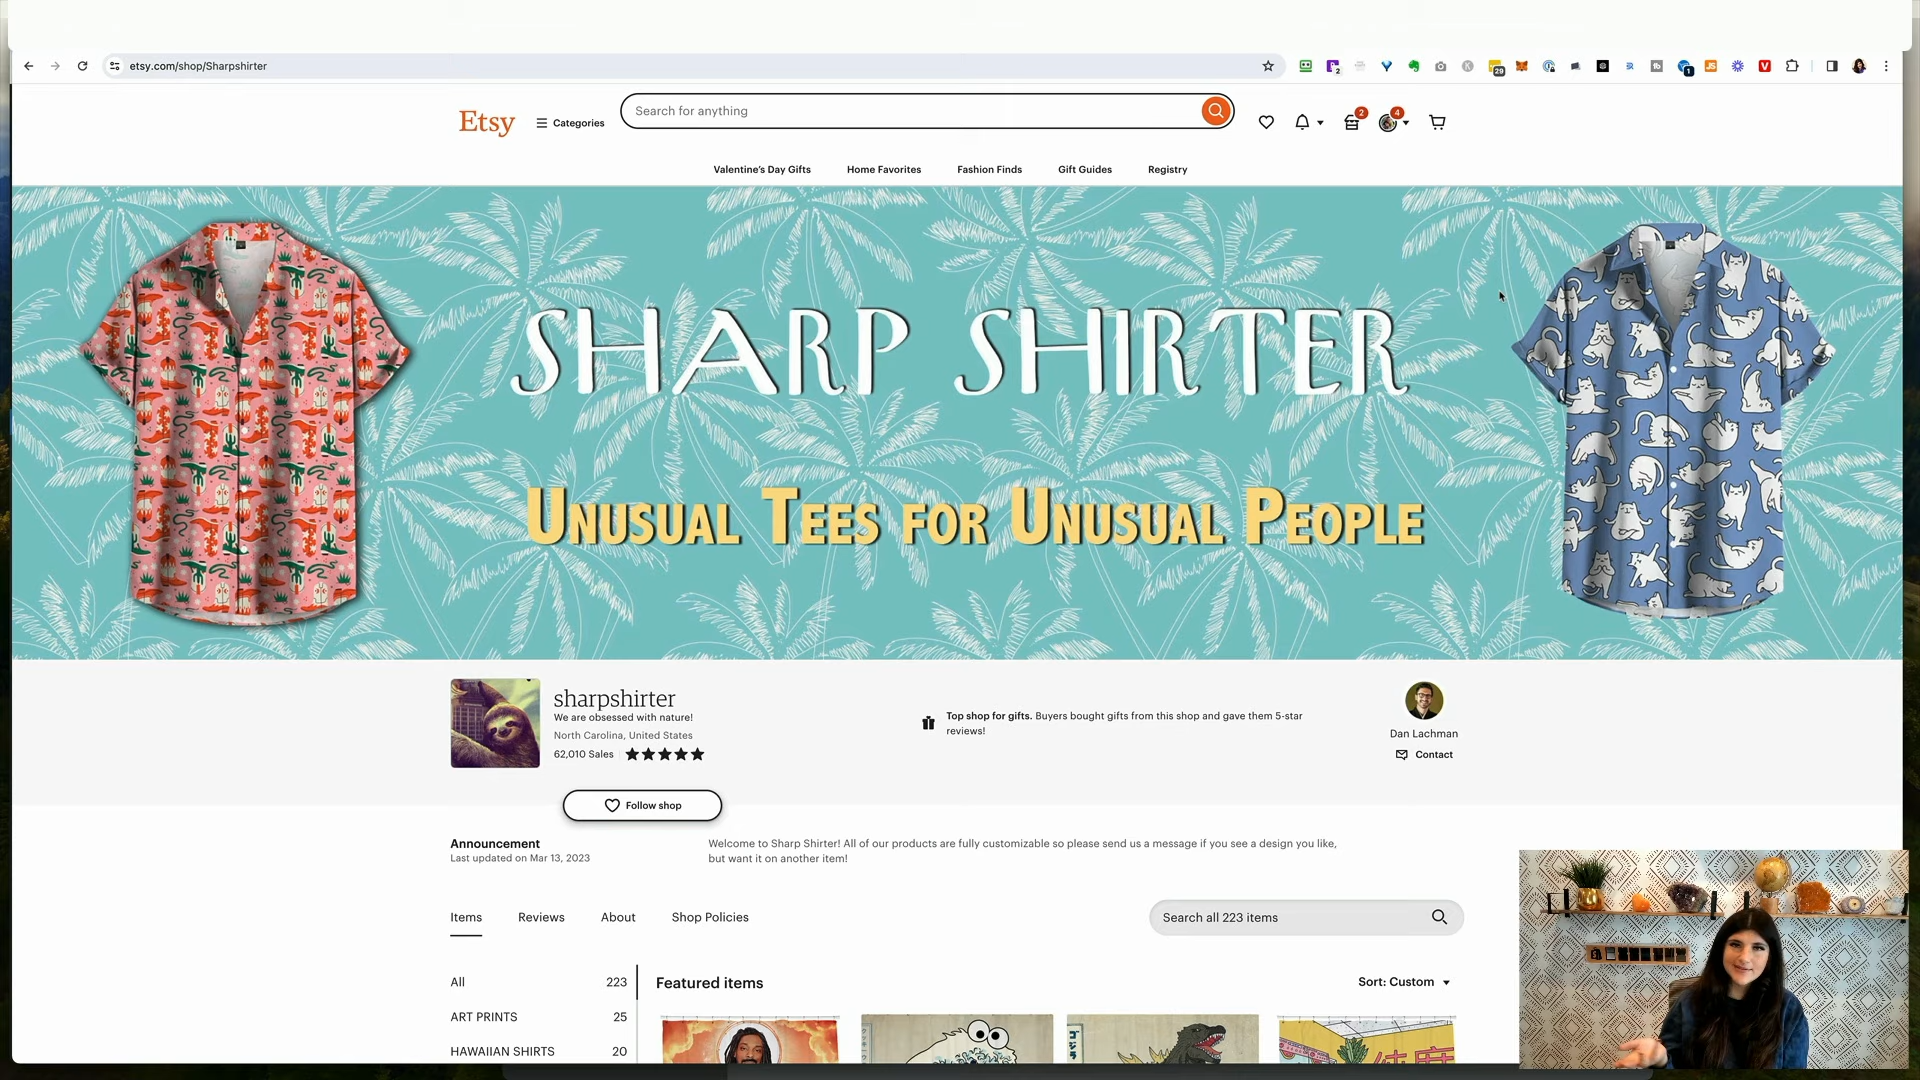 etsy.com/shop/Sharpshirter
2
29
1
Etsy
Categories
Search for anything
2
4
Valentine's Day Gifts
Home Favorites
Fashion Finds
Gift Guides
Registry
SHARP SHIRTER
UNUSUAL TEES FOR UNUSUAL PEOPLE
sharpshirter
We are obsessed with nature!
North Carolina, United States
62,010 Sales
Follow shop
Top shop for gifts. Buyers bought gifts from this shop and gave them 5-star
reviews!
Dan Lachman
Contact
Announcement
Last updated on Mar 13, 2023
Welcome to Sharp Shirter! All of our products are fully customizable so please send us a message if you see a design you like,
but want it on another item!
Items
Reviews
About
Shop Policies
Search all 223 items
All 223
ART PRINTS 25
HAWAIIAN SHIRTS 20
Featured items
Sort: Custom